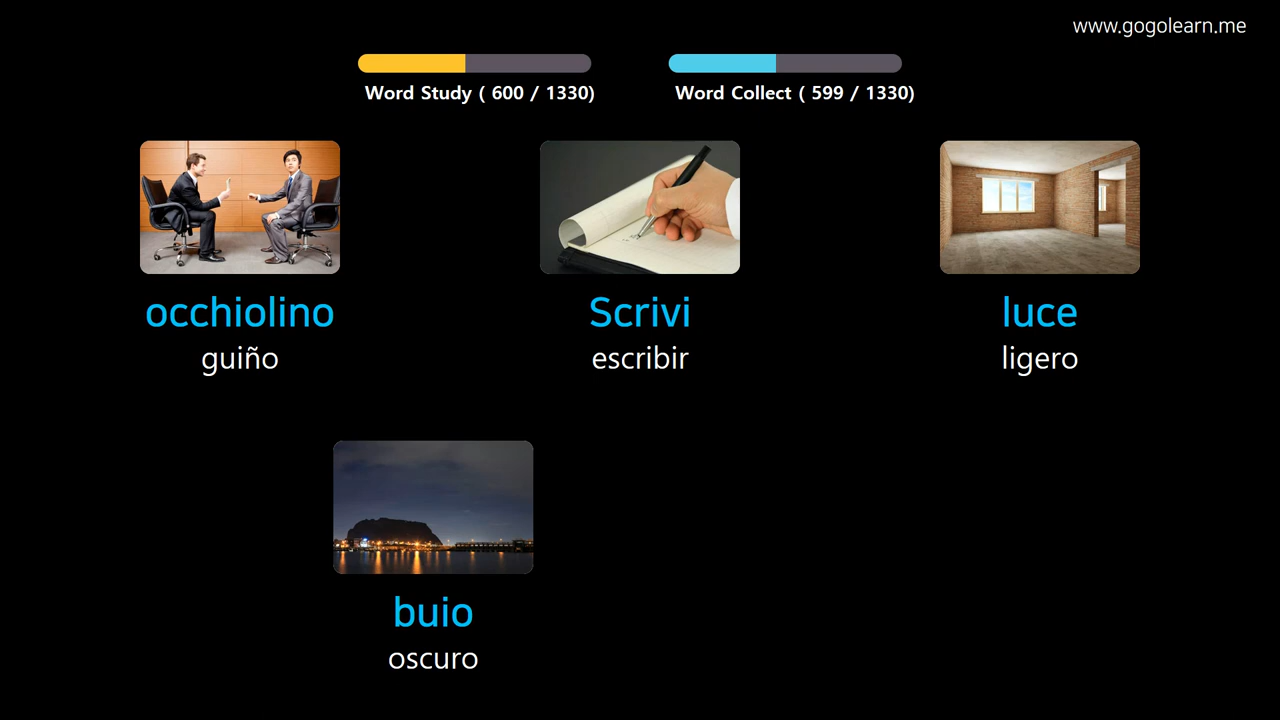 www.gogolearn.me
Word Study ( 600 / 1330)
Word Collect ( 599 / 1330)
occhiolino
guiño
Scrivi
escribir
luce
ligero
buio
oscuro